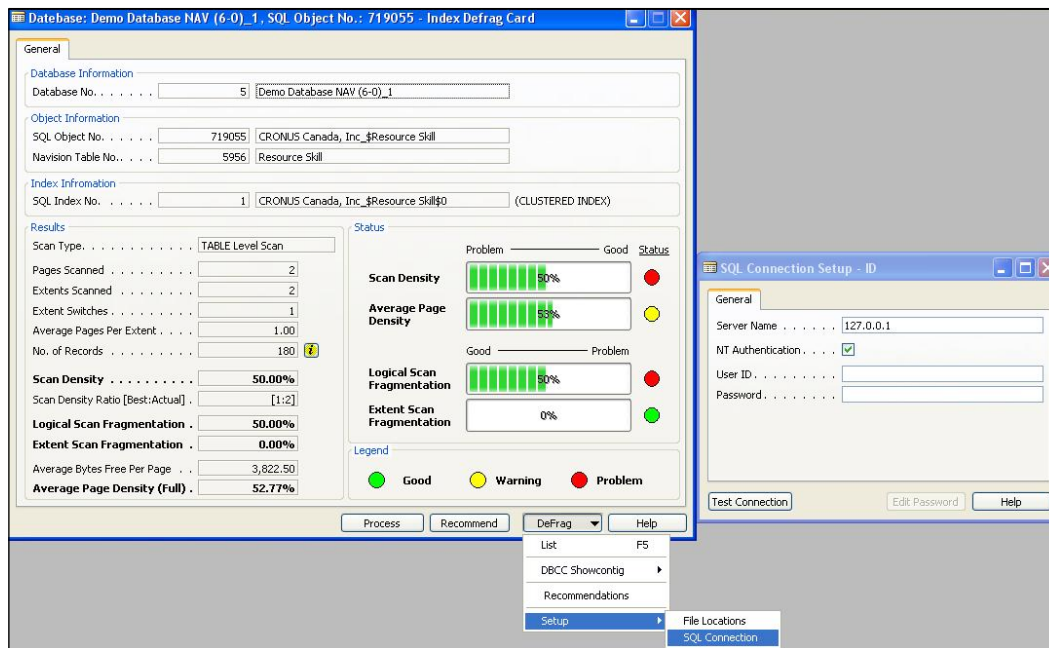 Datebase: Demo Database NAV (6-0)_1, SQL Object No.: 719055 - Index Defrag Card
General
Database Information
Database No. . . . . . . 5 Demo Database NAV (6-0)_1
Object Information
SQL Object No. . . . . . 719055 CRONUS Canada, Inc_$Resource Skill
Navision Table No.. . . . 5956 Resource Skill
Index Infromation
SQL Index No. . . . . . . 1 CRONUS Canada, Inc_$Resource Skill$0 (CLUSTERED INDEX)
Results
Scan Type. . . . . . . . . . . . . TABLE Level Scan
Pages Scanned . . . . . . . . . 2
Extents Scanned . . . . . . . . 2
Extent Switches . . . . . . . . . 1
Average Pages Per Extent . . . . 1.00
No. of Records . . . . . . . . . 180
Scan Density . . . . . . . . . . 50.00%
Scan Density Ratio [Best:Actual] . [1:2]
Logical Scan Fragmentation . 50.00%
Extent Scan Fragmentation . 0.00%
Average Bytes Free Per Page . . 3,822.50
Average Page Density (Full) . 52.77%
Status
Problem Good Status
Scan Density 50%
Average Page Density 53%
Good Problem
Logical Scan Fragmentation 50%
Extent Scan Fragmentation 0%
Legend
Good Warning Problem
Process Recommend DeFrag Help
List F5
DBCC Showcontig
Recommendations
Setup
File Locations
SQL Connection
SQL Connection Setup - ID
General
Server Name . . . . . . 127.0.0.1
NT Authentication. . . .
User ID. . . . . . . . .
Password. . . . . . . .
Test Connection Edit Password Help